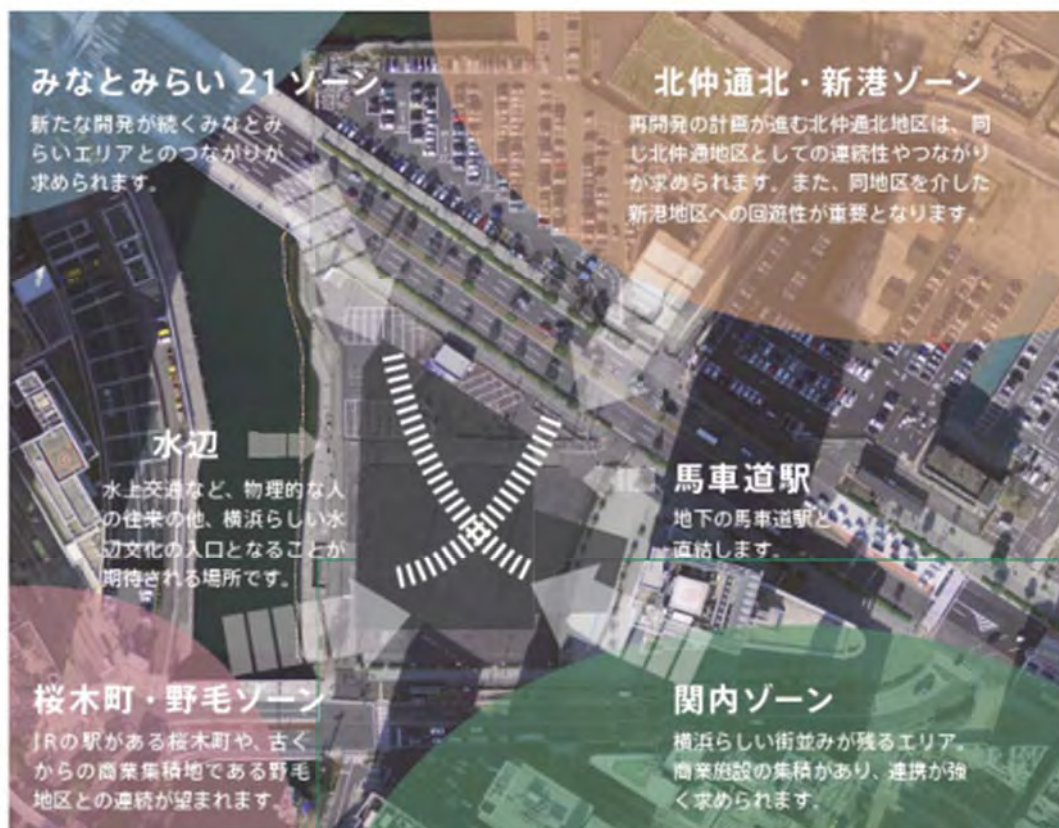 みなとみらい 21 ゾーン
新たな開発が続くみなとみ
らいエリアとのつながりが
求められます。
北仲通北・新港ゾーン
再開発の計画が進む北仲通北地区は、同
じ北仲通地区としての連続性やつながり
が求められます。また、同地区を介した
新港地区への回遊性が重要となります。
水辺
水上交通など、物理的な人
の往来の他、横浜らしい水
辺文化の入口となることが
期待される場所です。
馬車道駅
地下の馬車道駅と
直結します。
桜木町・野毛ゾーン
JRの駅がある桜木町や、古く
からの商業集積地である野毛
地区との連続が望まれます。
関内ゾーン
横浜らしい街並みが残るエリア。
商業施設の集積があり、連携が強
く求められます。